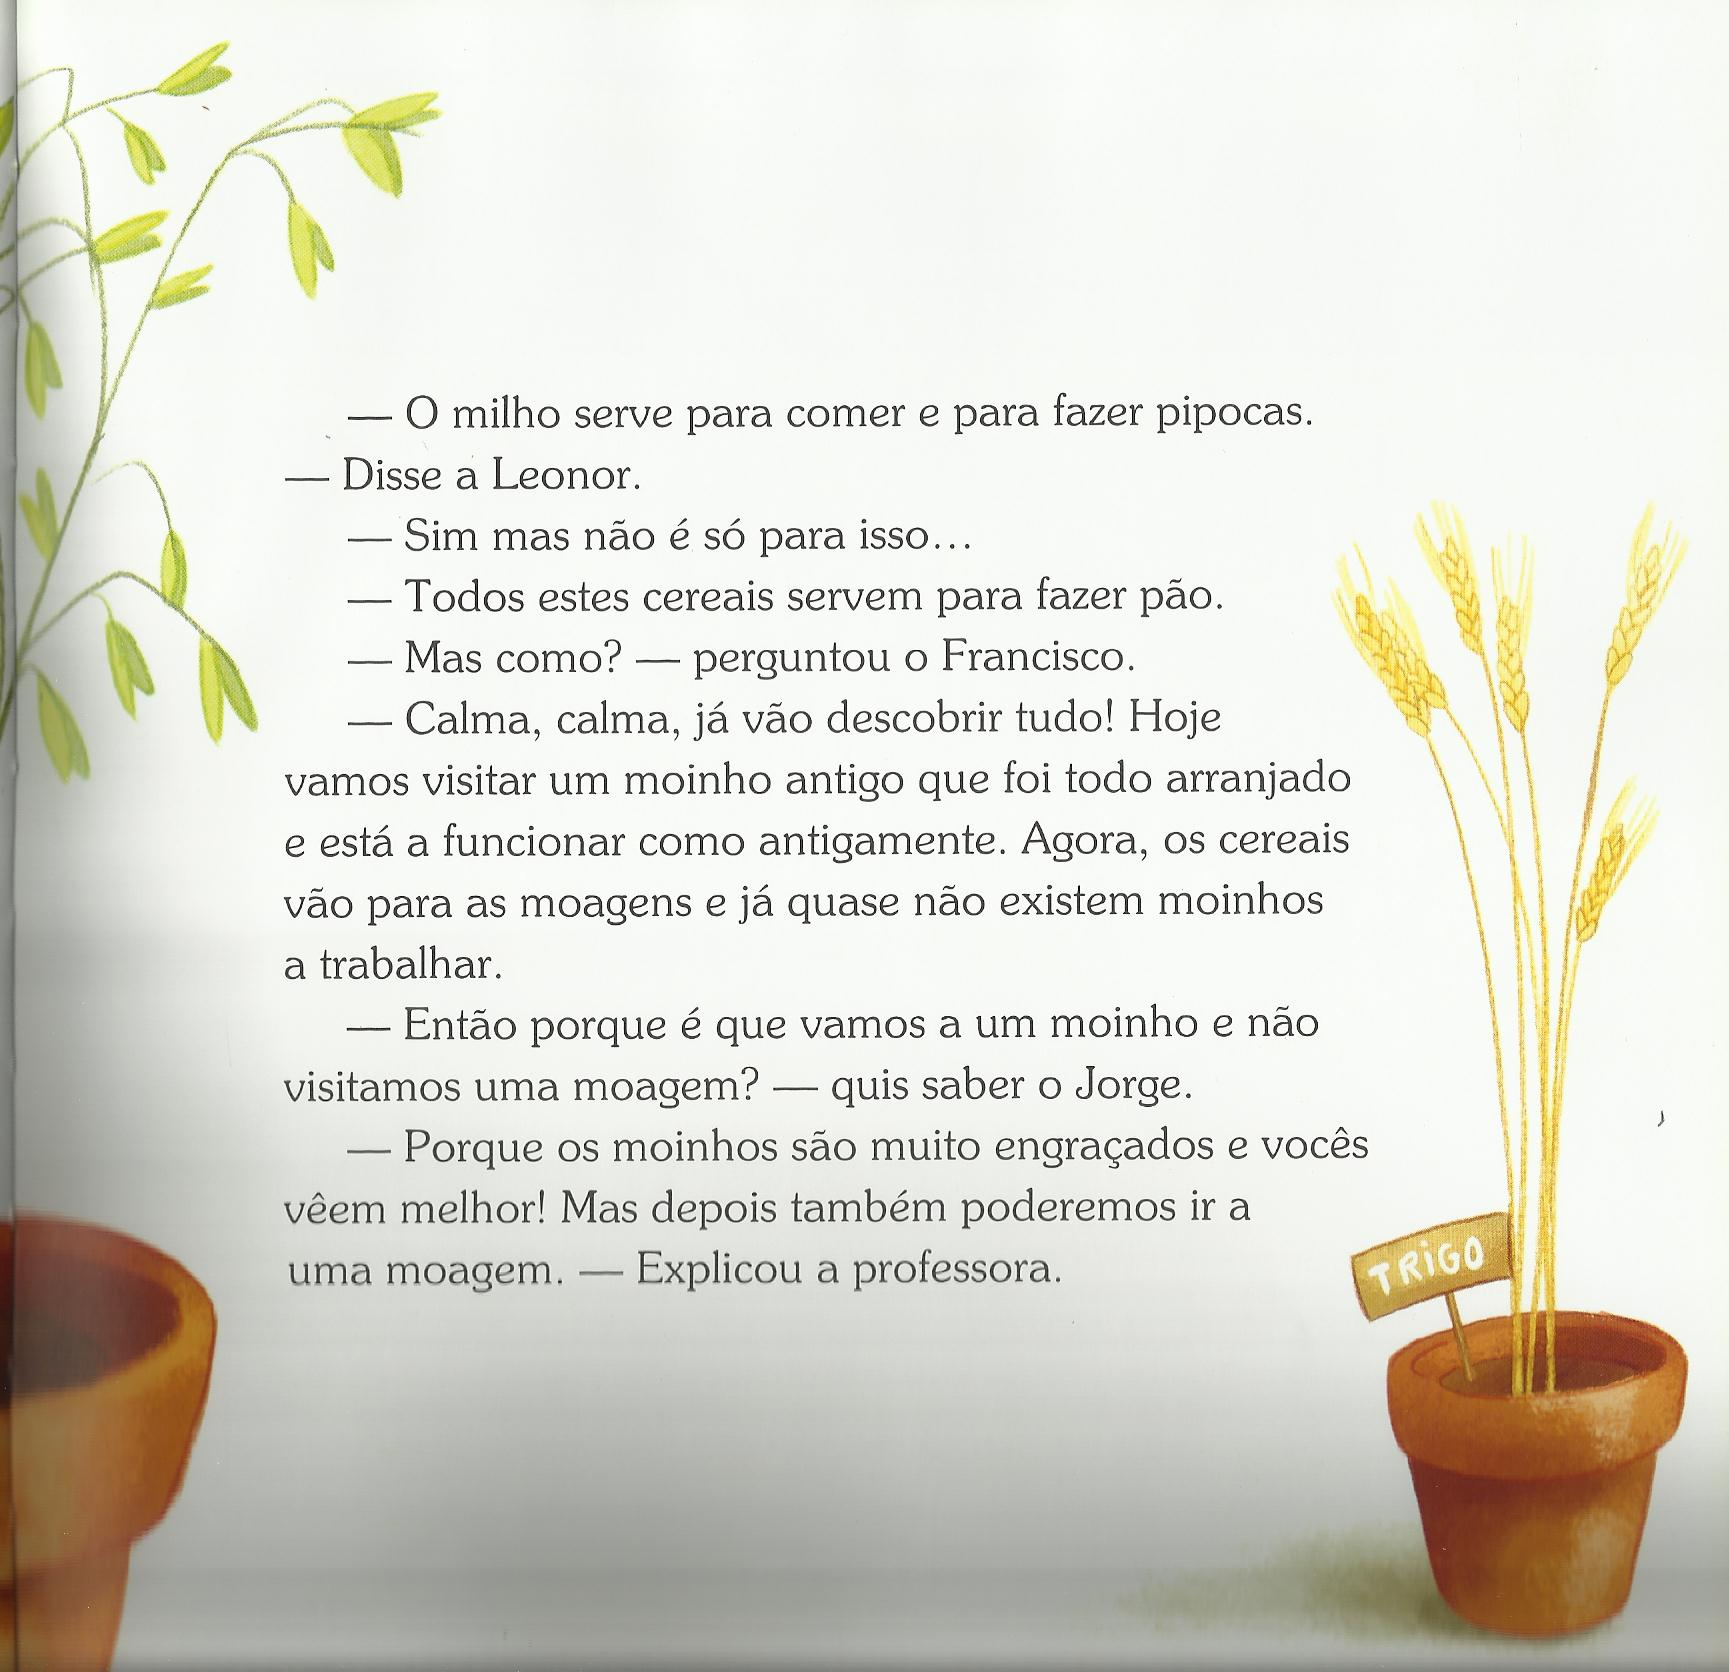 — O milho serve para comer e para fazer pipocas.
— Disse a Leonor.
— Sim mas não é só para isso...
— Todos estes cereais servem para fazer pão.
— Mas como? — perguntou o Francisco.
— Calma, calma, já vão descobrir tudo! Hoje
vamos visitar um moinho antigo que foi todo arranjado
e está a funcionar como antigamente. Agora, os cereais
vão para as moagens e já quase não existem moinhos
a trabalhar.
— Então porque é que vamos a um moinho e não
visitamos uma moagem? — quis saber o Jorge.
— Porque os moinhos são muito engraçados e vocês
vêem melhor! Mas depois também poderemos ir a
uma moagem. — Explicou a professora.
TRIGO